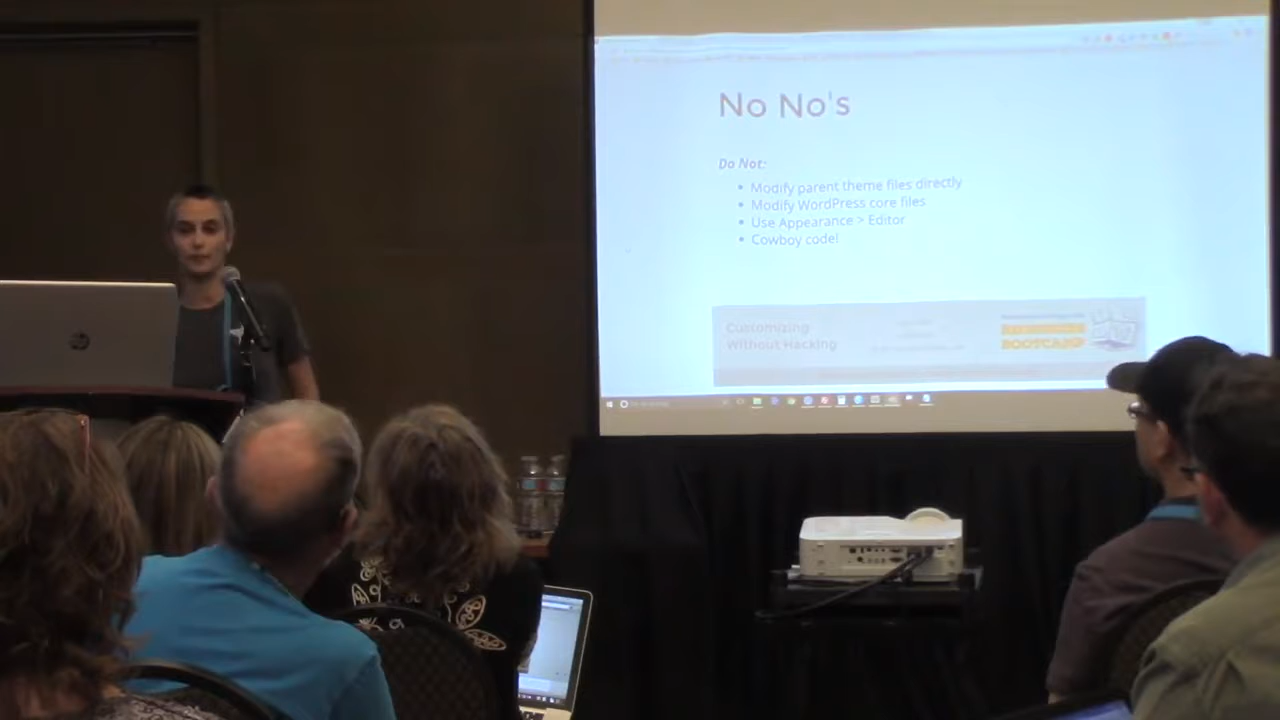 No No's
Do Not:
• Modify parent theme files directly
• Modify WordPress core files
• Use Appearance > Editor
• Cowboy code!
Customizing
Without Hacking
BOOTCAMP
hp